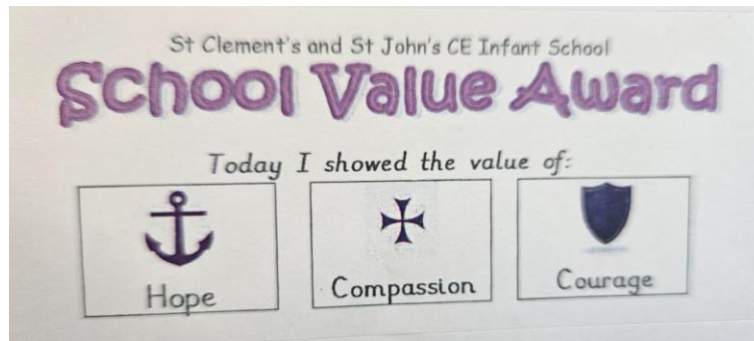 St Clement's and St John's CE Infant School
School Value Award
Today I showed the value of:
Hope
Compassion
Courage